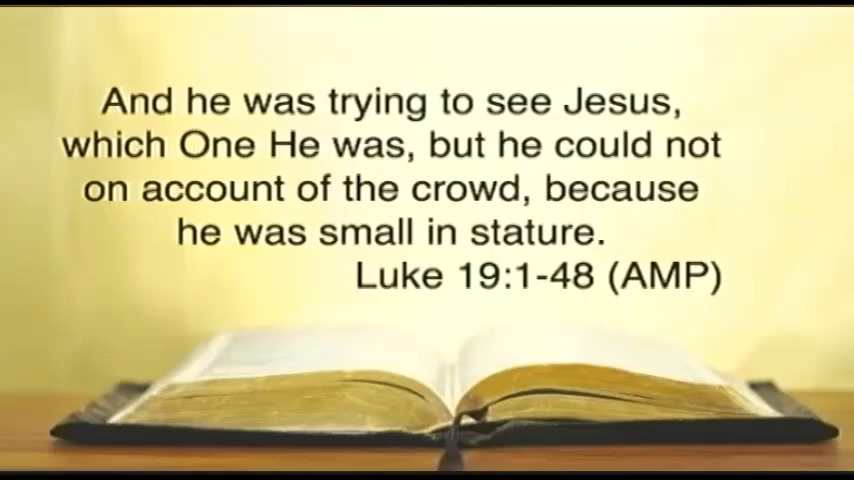 And he was trying to see Jesus,
which One He was, but he could not
on account of the crowd, because
he was small in stature.
Luke 19:1-48 (AMP)